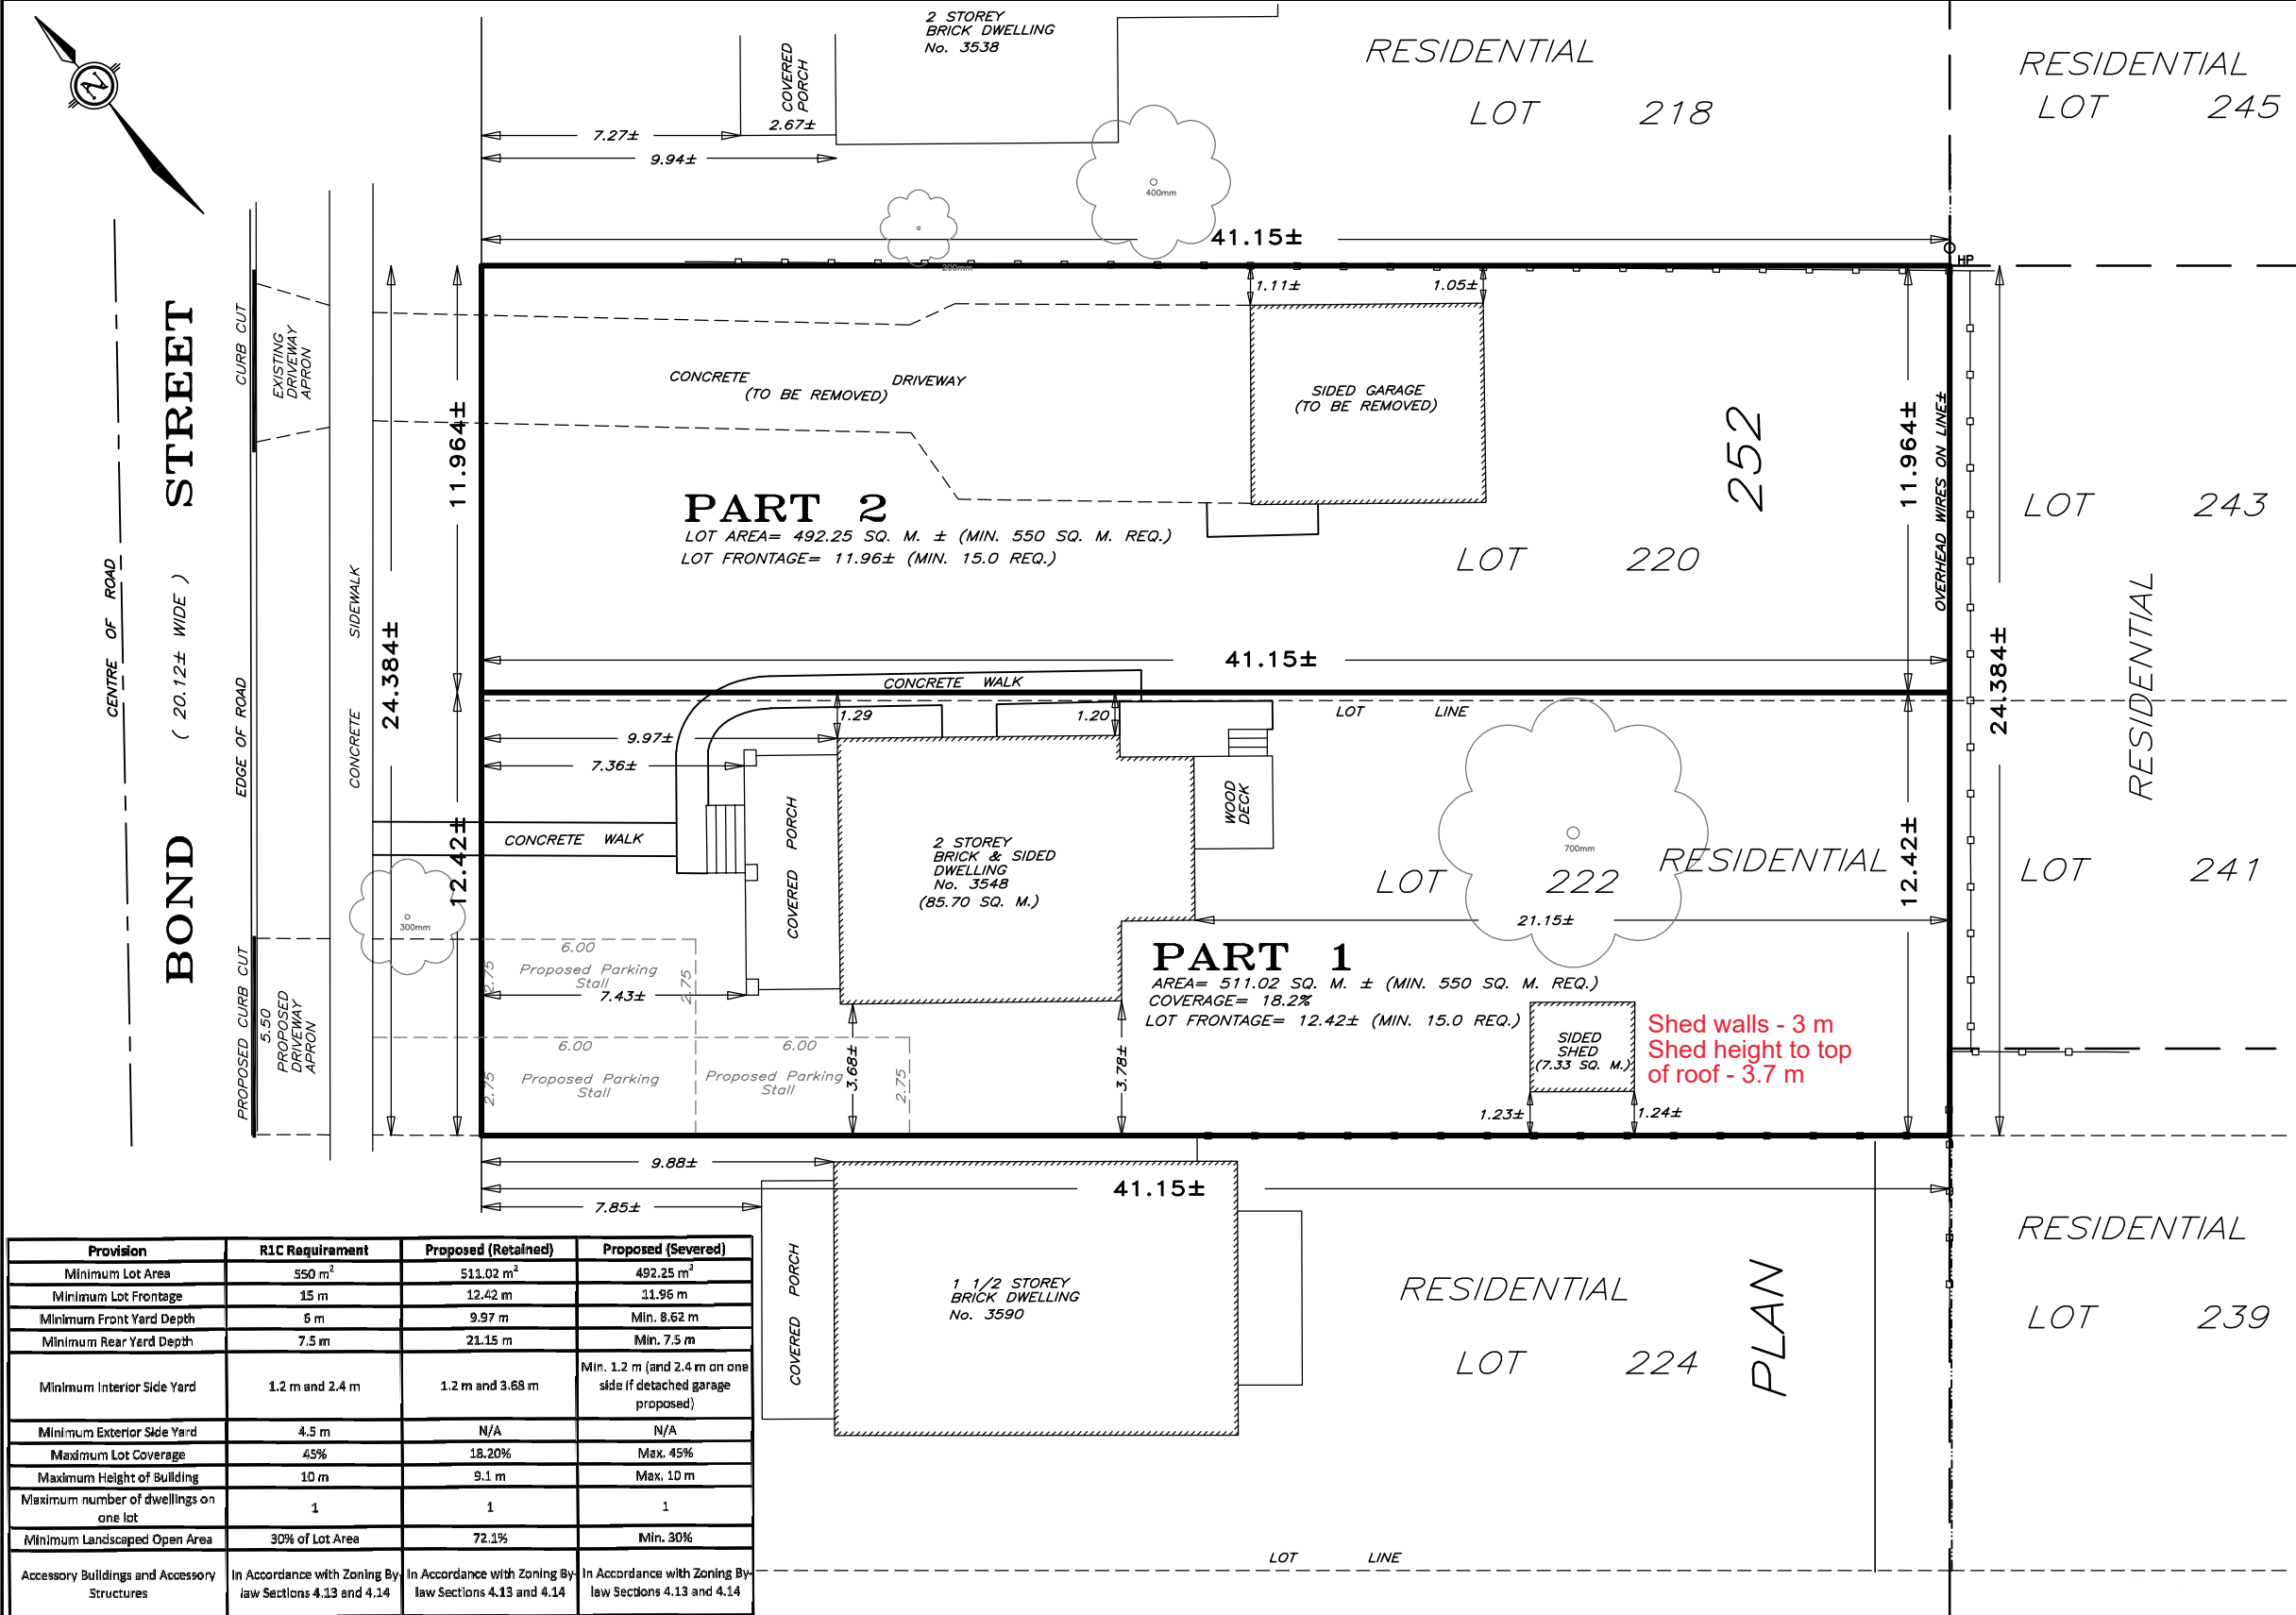 2 STOREY
BRICK DWELLING
No. 3538
COVERED
PORCH
2.67±
7.27±
9.94±
RESIDENTIAL
LOT 218
RESIDENTIAL
LOT 245
N
400mm
200mm
41.15±
HP
1.11±
1.05±
CURB CUT
EXISTING
DRIVEWAY
APRON
BOND STREET
( 20.12± WIDE )
CENTRE OF ROAD
EDGE OF ROAD
CONCRETE SIDEWALK
24.384±
11.964±
CONCRETE DRIVEWAY
(TO BE REMOVED)
SIDED GARAGE
(TO BE REMOVED)
252
11.964±
OVERHEAD WIRES ON LINE±
PART 2
LOT AREA= 492.25 SQ. M. ± (MIN. 550 SQ. M. REQ.)
LOT FRONTAGE= 11.96± (MIN. 15.0 REQ.)
LOT 220
LOT 243
RESIDENTIAL
24.384±
41.15±
CONCRETE WALK
1.29
1.20
LOT LINE
9.97±
7.36±
CONCRETE WALK
12.42±
COVERED PORCH
2 STOREY
BRICK & SIDED
DWELLING
No. 3548
(85.70 SQ. M.)
WOOD
DECK
700mm
LOT 222
RESIDENTIAL
12.42±
LOT 241
21.15±
300mm
PROPOSED CURB CUT
5.50
PROPOSED
DRIVEWAY
APRON
6.00
Proposed Parking
Stall
2.75
2.75
7.43±
6.00
Proposed Parking
Stall
2.75
6.00
Proposed Parking
Stall
2.75
3.68±
3.78±
PART 1
AREA= 511.02 SQ. M. ± (MIN. 550 SQ. M. REQ.)
COVERAGE= 18.2%
LOT FRONTAGE= 12.42± (MIN. 15.0 REQ.)
SIDED
SHED
(7.33 SQ. M.)
Shed walls - 3 m
Shed height to top
of roof - 3.7 m
1.23±
1.24±
9.88±
41.15±
7.85±
COVERED PORCH
1 1/2 STOREY
BRICK DWELLING
No. 3590
RESIDENTIAL
LOT 224
PLAN
RESIDENTIAL
LOT 239
LOT LINE
Provision R1C Requirement Proposed (Retained) Proposed (Severed)
Minimum Lot Area 550 m² 511.02 m² 492.25 m²
Minimum Lot Frontage 15 m 12.42 m 11.96 m
Minimum Front Yard Depth 6 m 9.97 m Min. 8.62 m
Minimum Rear Yard Depth 7.5 m 21.15 m Min. 7.5 m
Minimum Interior Side Yard 1.2 m and 2.4 m 1.2 m and 3.68 m Min. 1.2 m (and 2.4 m on one
side if detached garage
proposed)
Minimum Exterior Side Yard 4.5 m N/A N/A
Maximum Lot Coverage 45% 18.20% Max. 45%
Maximum Height of Building 10 m 9.1 m Max. 10 m
Maximum number of dwellings on
one lot 1 1 1
Minimum Landscaped Open Area 30% of Lot Area 72.1% Min. 30%
Accessory Buildings and Accessory
Structures In Accordance with Zoning By-
law Sections 4.13 and 4.14 In Accordance with Zoning By-
law Sections 4.13 and 4.14 In Accordance with Zoning By-
law Sections 4.13 and 4.14